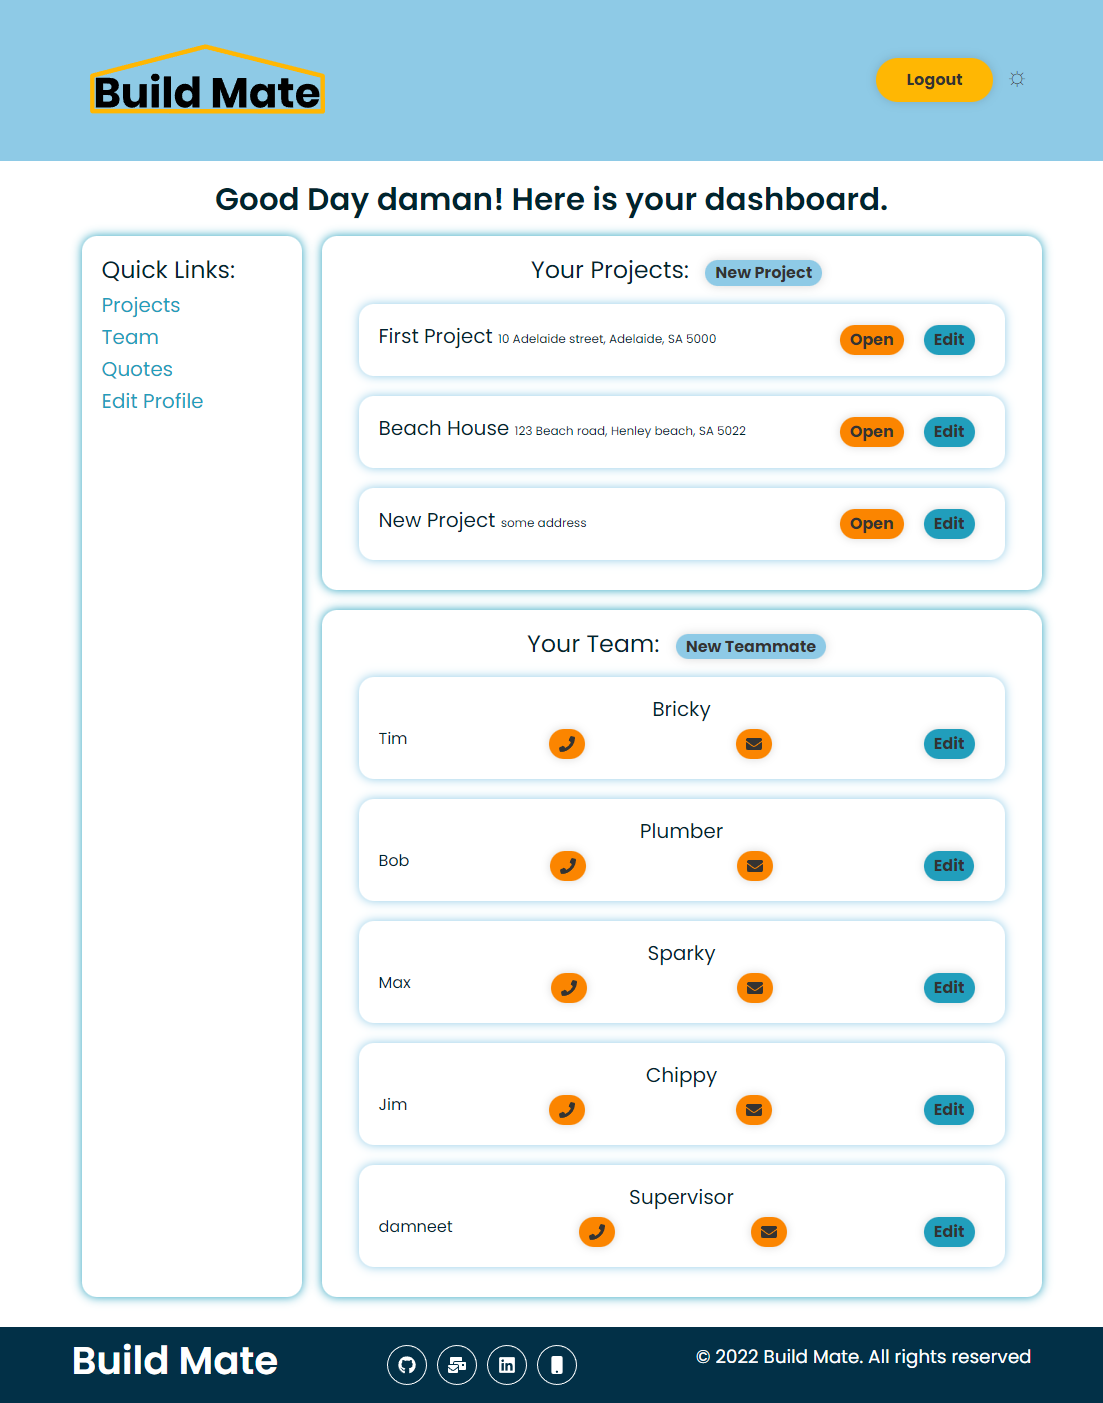 Build Mate
Logout
Good Day daman! Here is your dashboard.
Quick Links:
Projects
Team
Quotes
Edit Profile
Your Projects: New Project
First Project 10 Adelaide street, Adelaide, SA 5000 Open Edit
Beach House 123 Beach road, Henley beach, SA 5022 Open Edit
New Project some address Open Edit
Your Team: New Teammate
Bricky
Tim Edit
Plumber
Bob Edit
Sparky
Max Edit
Chippy
Jim Edit
Supervisor
damneet Edit
Build Mate © 2022 Build Mate. All rights reserved